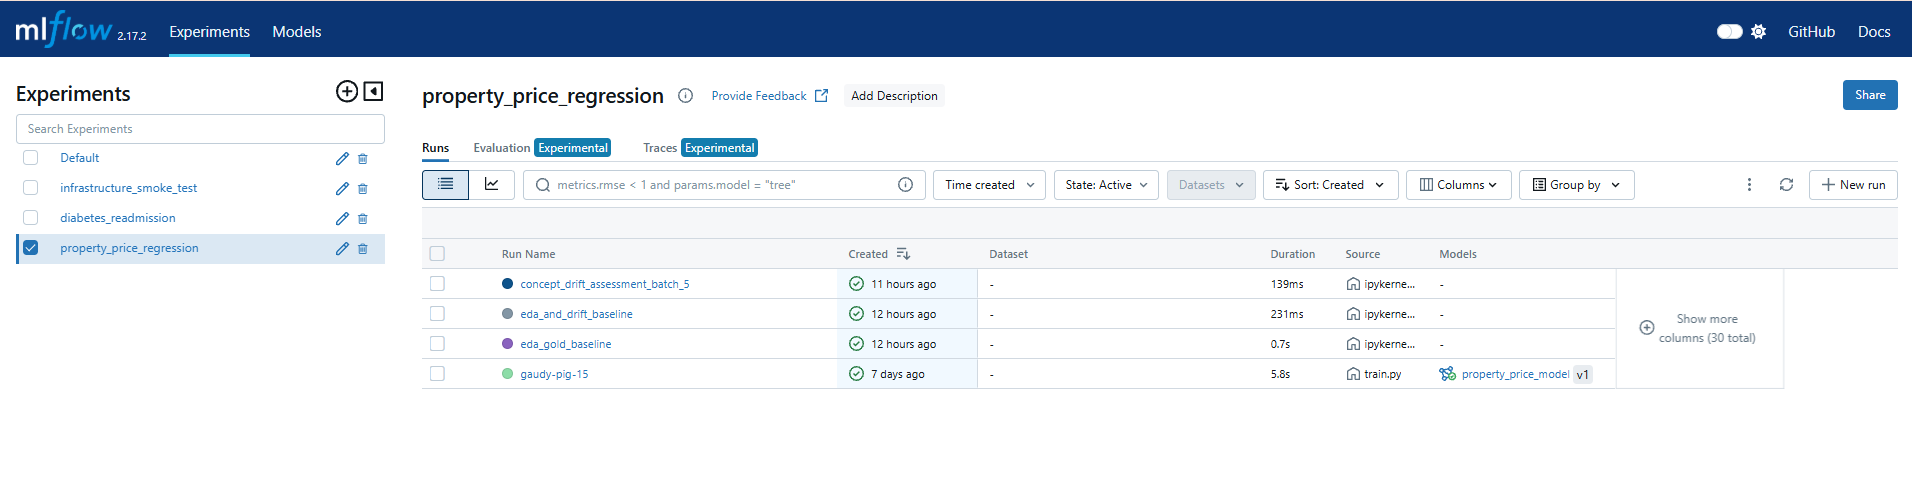 mlflow 2.17.2 Experiments Models GitHub Docs
Experiments
Search Experiments
Default
infrastructure_smoke_test
diabetes_readmission
property_price_regression
property_price_regression Provide Feedback Add Description Share
Runs Evaluation Experimental Traces Experimental
metrics.rmse < 1 and params.model = "tree" Time created State: Active Datasets Sort: Created Columns Group by New run
Run Name Created Dataset Duration Source Models
concept_drift_assessment_batch_5 11 hours ago - 139ms ipykerne... -
eda_and_drift_baseline 12 hours ago - 231ms ipykerne... -
eda_gold_baseline 12 hours ago - 0.7s ipykerne... -
gaudy-pig-15 7 days ago - 5.8s train.py property_price_model v1
Show more
columns (30 total)